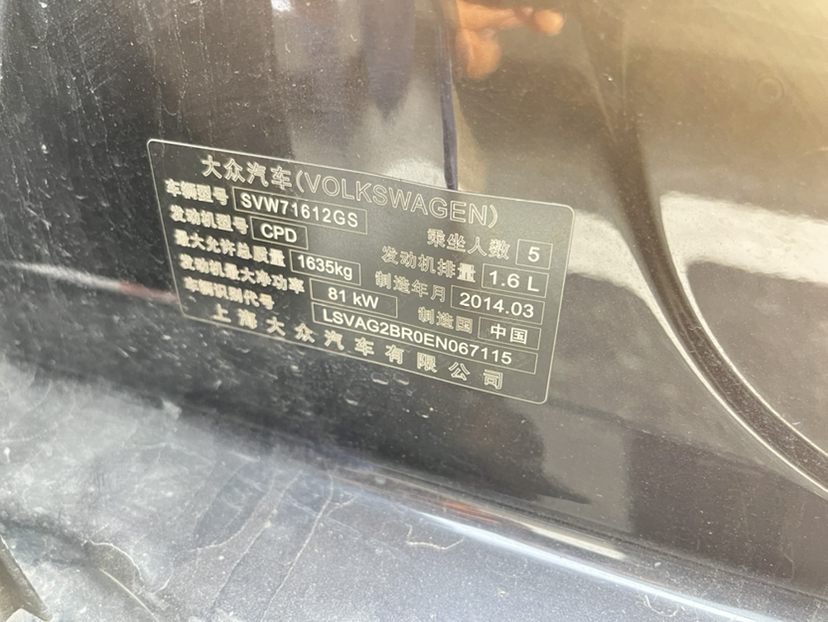 大众汽车(VOLKSWAGEN)
车辆型号 SVW71612GS 乘坐人数 5
发动机型号 CPD 发动机排量 1.6 L
最大允许总质量 1635kg 制造年月 2014.03
发动机最大净功率 81 kW 制造国 中国
车辆识别代号 LSVAG2BR0EN067115
上海大众汽车有限公司